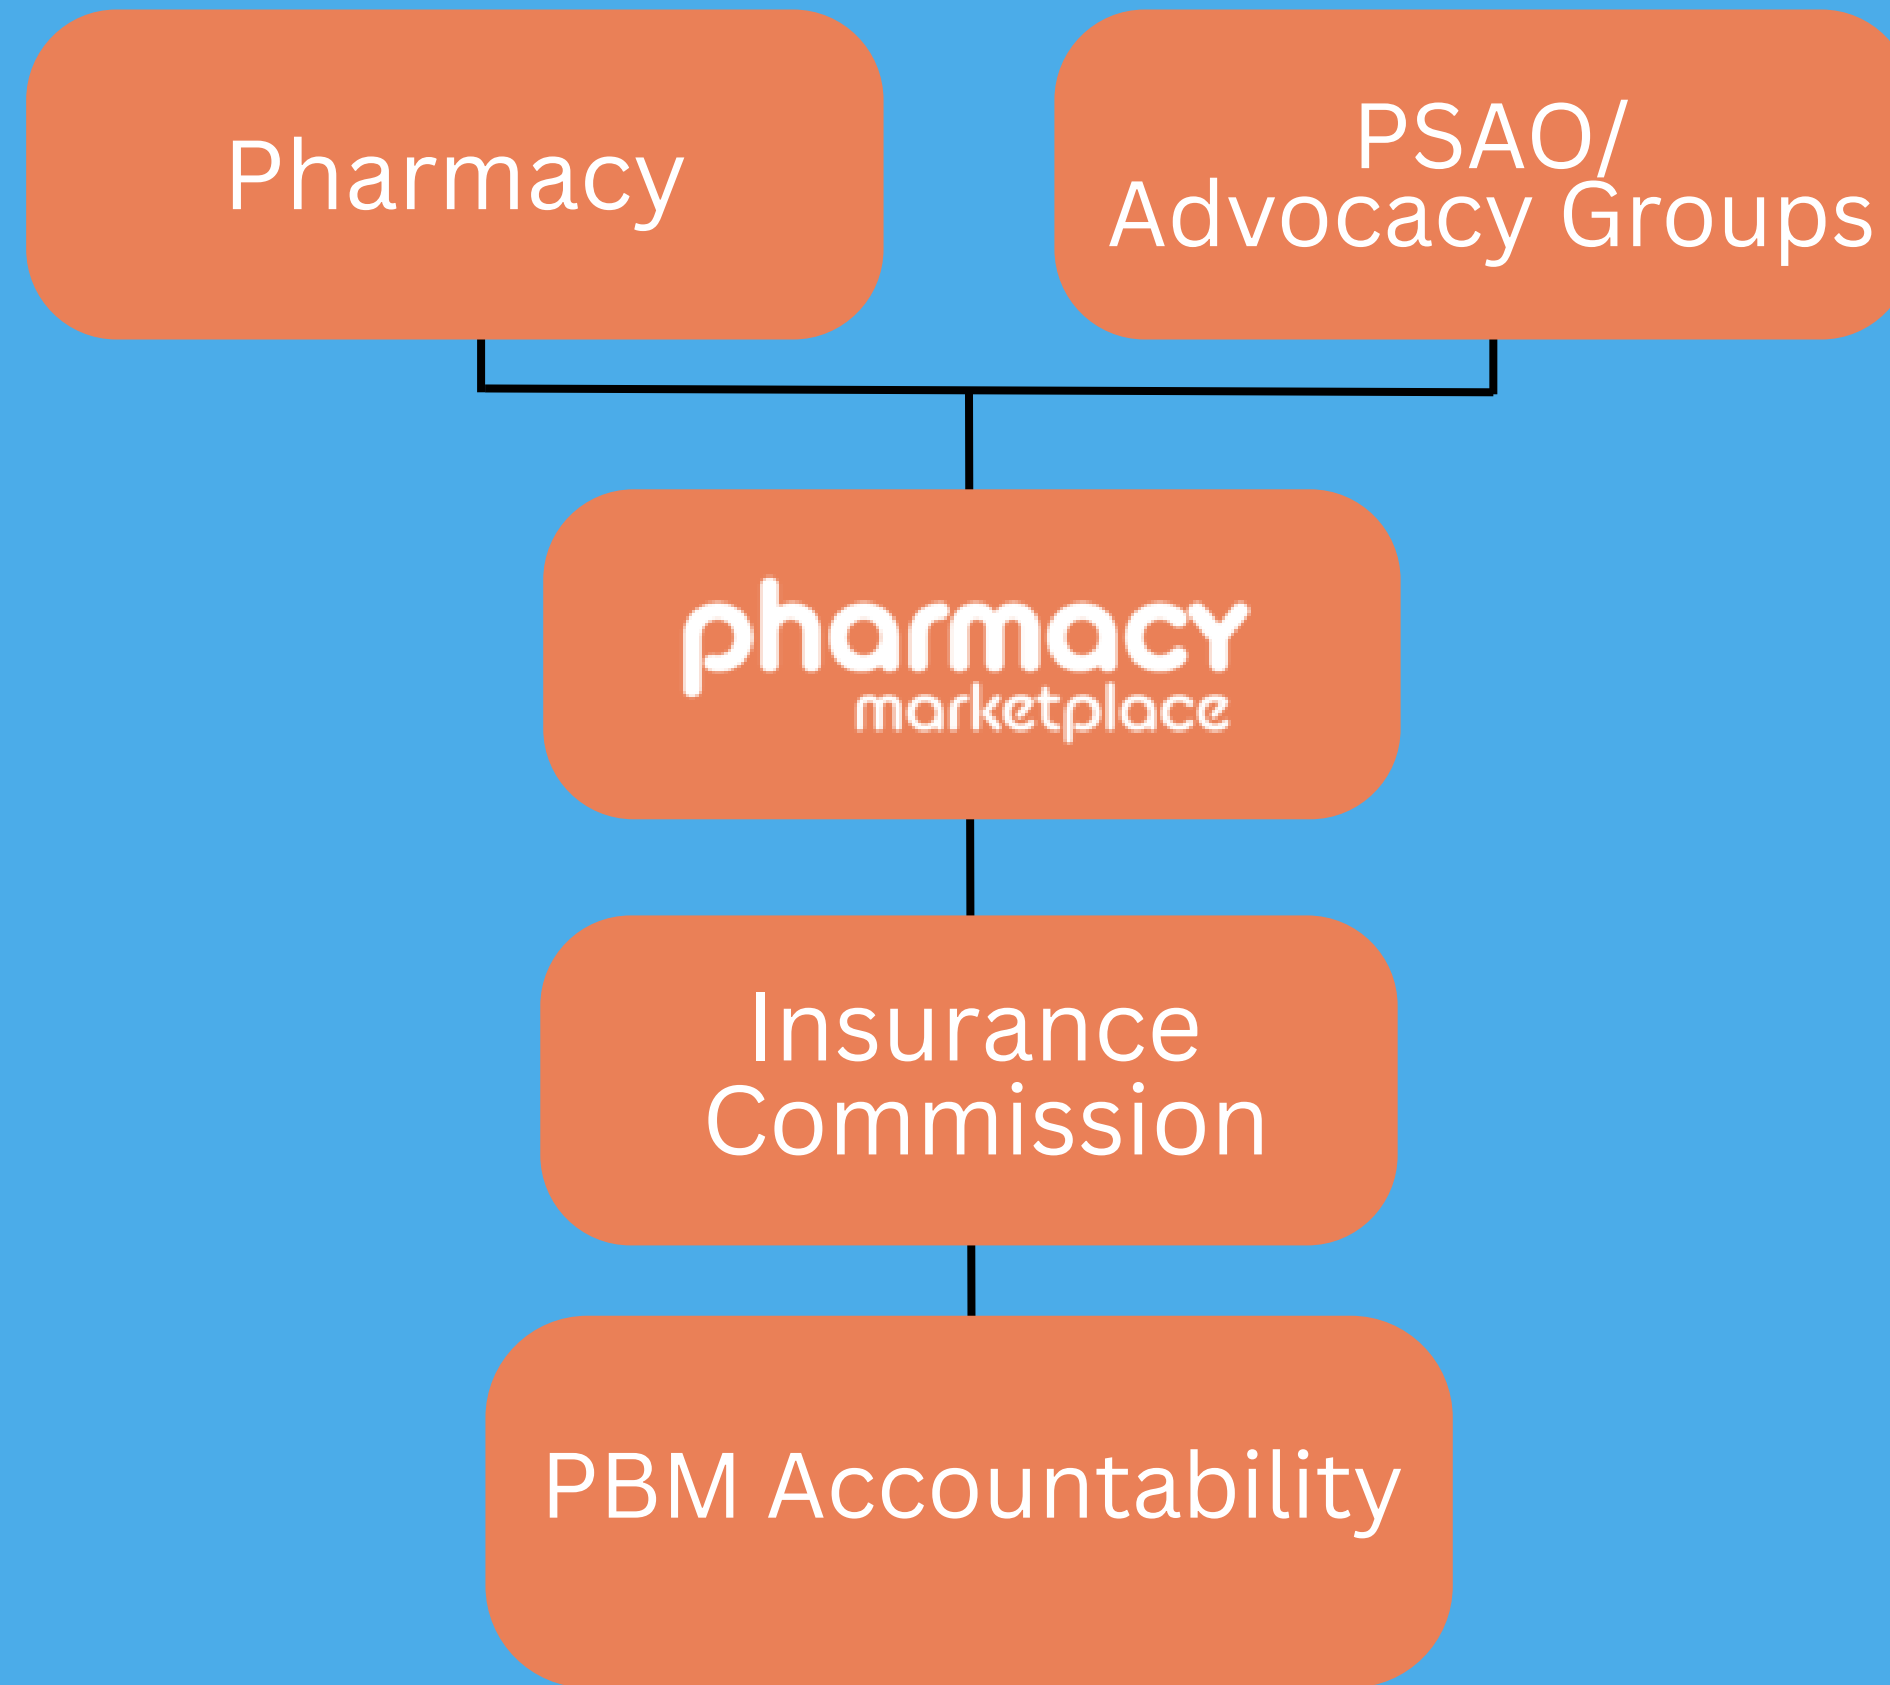 Pharmacy
PSAO/
Advocacy Groups
pharmacy
marketplace
Insurance
Commission
PBM Accountability